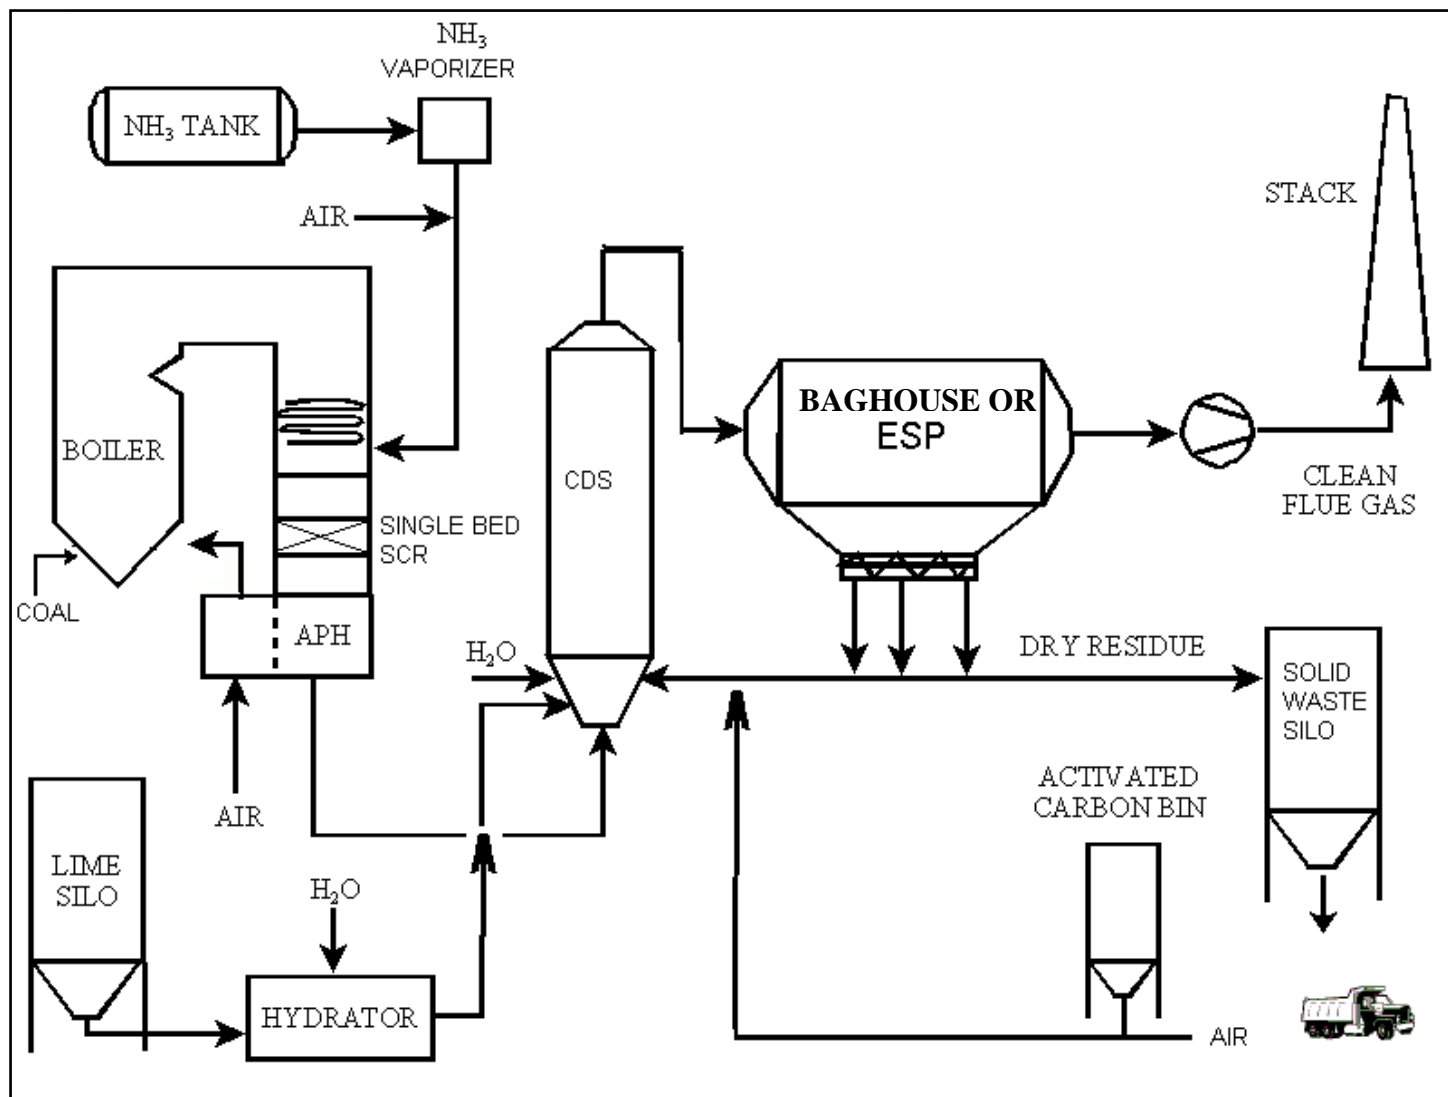 NH₃
VAPORIZER
NH₃ TANK
AIR
STACK
BAGHOUSE OR
ESP
BOILER
CDS
CLEAN
FLUE GAS
SINGLE BED
SCR
COAL
APH
H₂O
DRY RESIDUE
SOLID
WASTE
SILO
ACTIVATED
CARBON BIN
AIR
LIME
SILO
H₂O
HYDRATOR
AIR